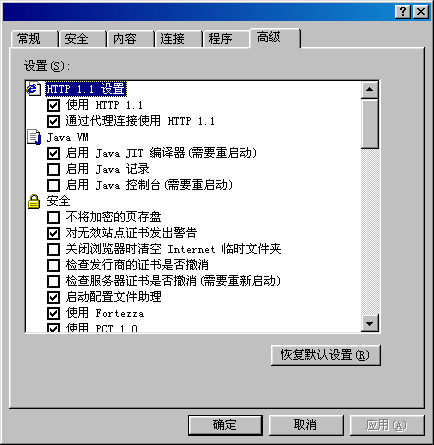 常规 安全 内容 连接 程序 高级
设置(S):
HTTP 1.1 设置
使用 HTTP 1.1
通过代理连接使用 HTTP 1.1
Java VM
启用 Java JIT 编译器(需要重启动)
启用 Java 记录
启用 Java 控制台(需要重启动)
安全
不将加密的页存盘
对无效站点证书发出警告
关闭浏览器时清空 Internet 临时文件夹
检查发行商的证书是否撤消
检查服务器证书是否撤消(需要重新启动)
启动配置文件助理
使用 Fortezza
使用 PCT 1.0
恢复默认设置(R)
确定 取消 应用(A)